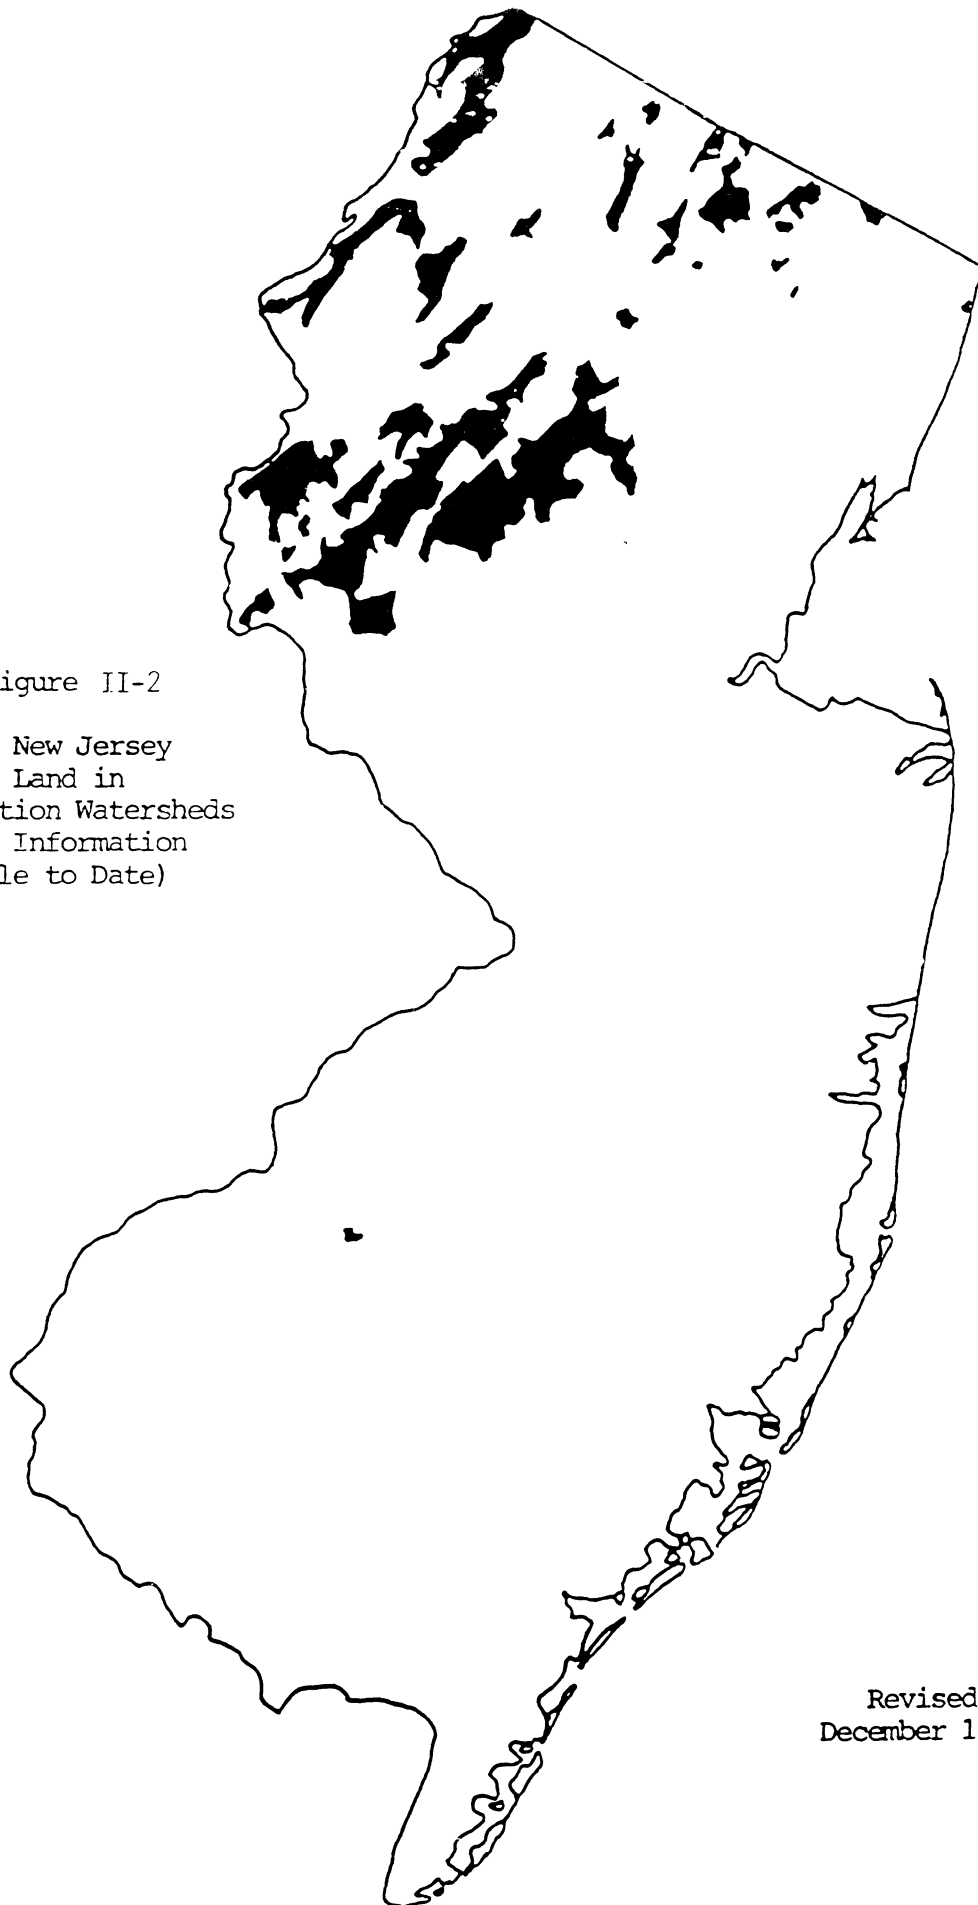 igure II-2
New Jersey
Land in
tion Watersheds
Information
le to Date)
Revised
December 1